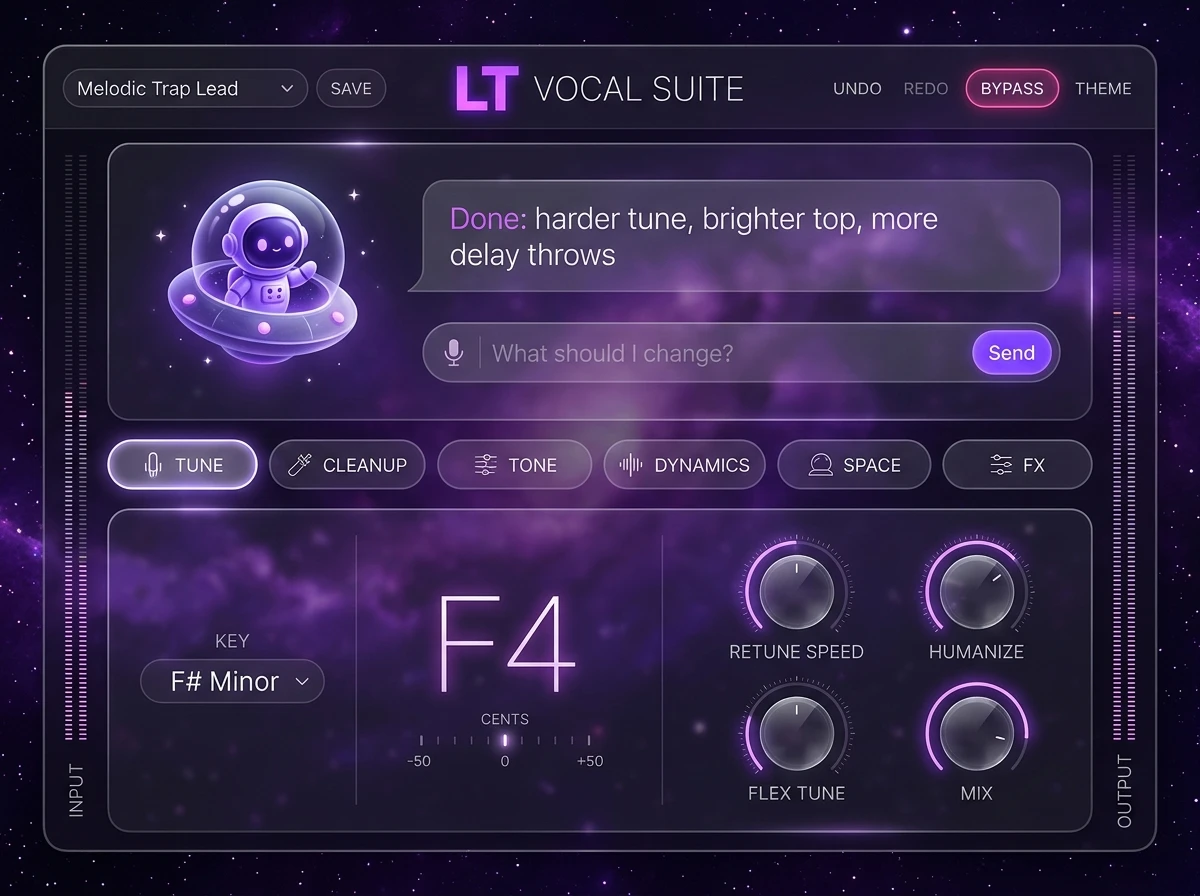 Melodic Trap Lead
SAVE
LT VOCAL SUITE
UNDO
REDO
BYPASS
THEME
Done: harder tune, brighter top, more
delay throws
What should I change?
Send
TUNE
CLEANUP
TONE
DYNAMICS
SPACE
FX
KEY
F# Minor
F4
CENTS
-50
0
+50
RETUNE SPEED
HUMANIZE
FLEX TUNE
MIX
INPUT
OUTPUT